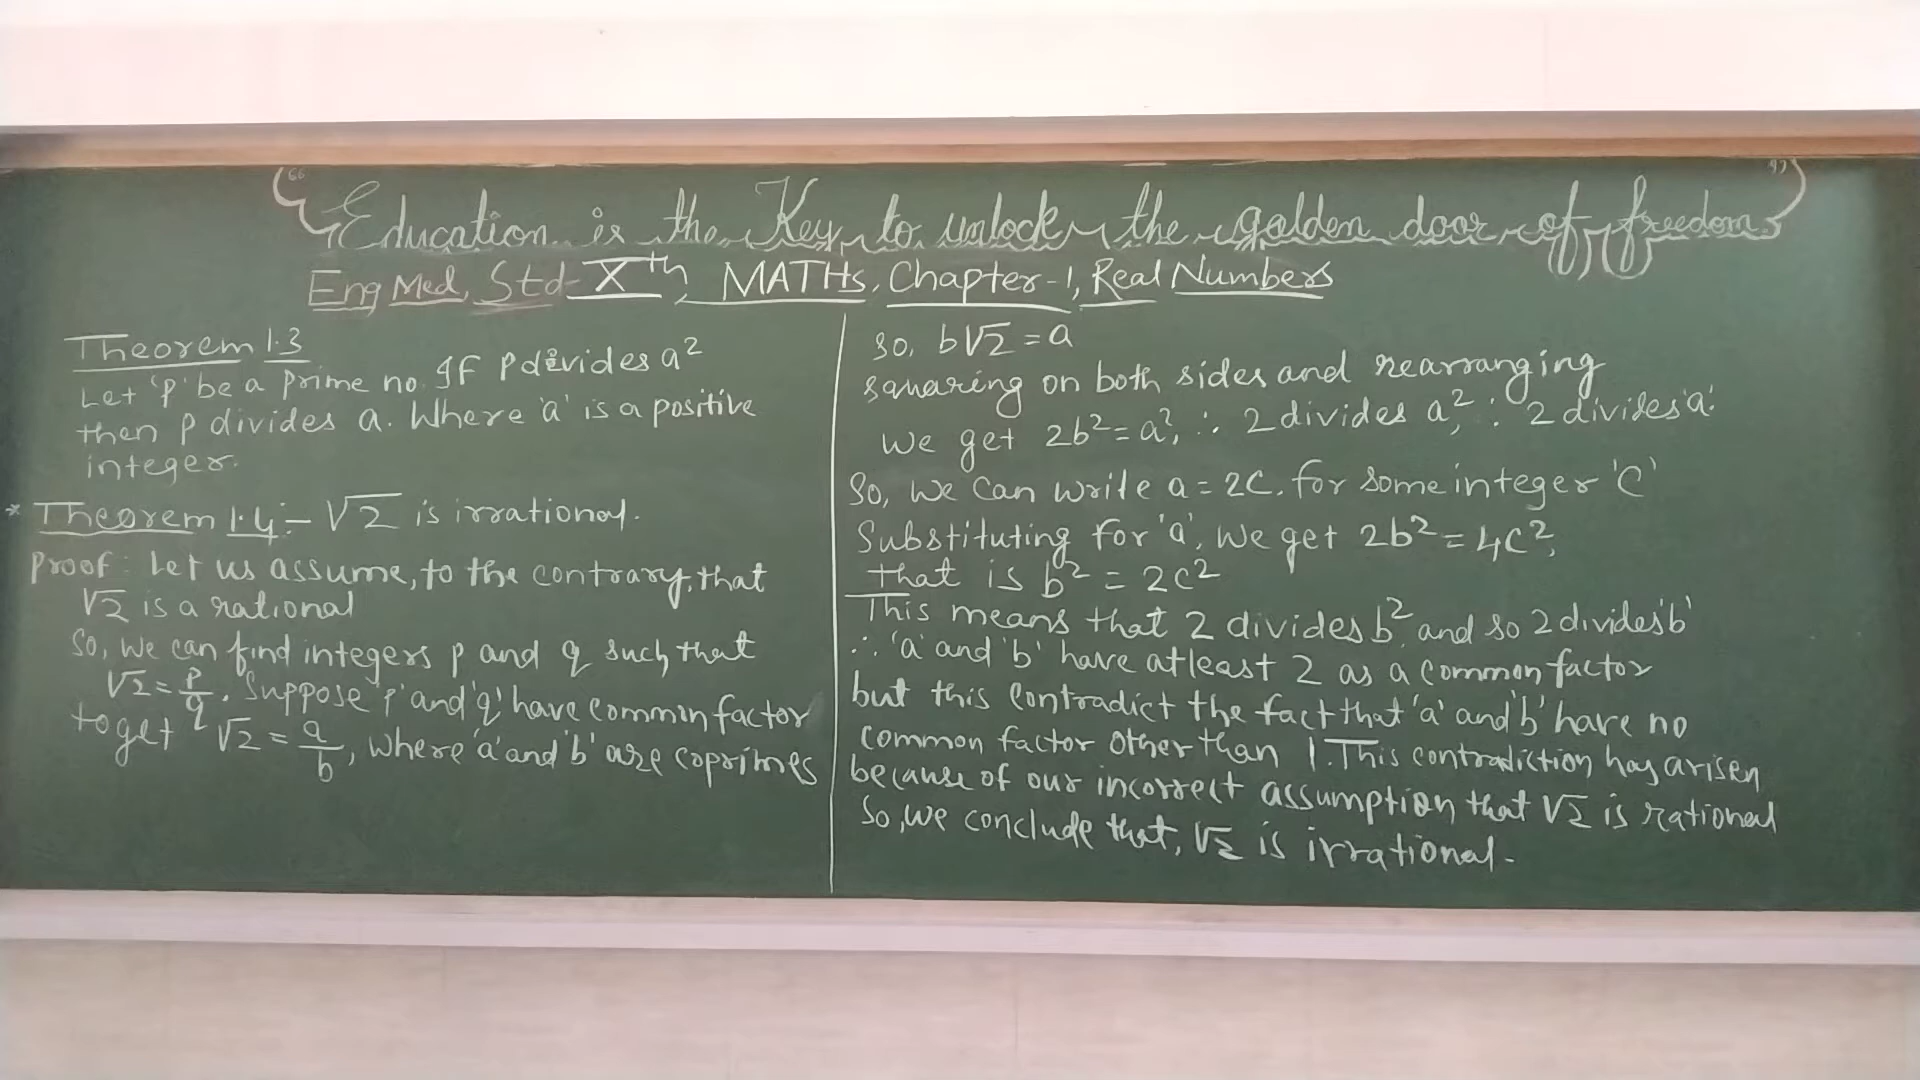 “Education is the Key to unlock the golden door of freedom”
Eng Med, Std-Xth, MATHs, Chapter-1, Real Numbers
Theorem 1.3
Let 'p' be a prime no. If p divides a²
then p divides a. Where 'a' is a positive
integer.
* Theorem 1.4:- √2 is irrational.
Proof: Let us assume, to the contrary, that
√2 is a rational
So, we can find integers p and q such that
√2 = p/q. Suppose 'p' and 'q' have common factor
to get √2 = a/b, where 'a' and 'b' are coprimes
so, b√2 = a
squaring on both sides and rearranging
we get 2b² = a², ∴ 2 divides a², ∴ 2 divides 'a'.
So, we can write a = 2c. for some integer 'c'
Substituting for 'a', we get 2b² = 4c²,
that is b² = 2c²
This means that 2 divides b², and so 2 divides 'b'
∴ 'a' and 'b' have atleast 2 as a common factor
but this contradict the fact that 'a' and 'b' have no
common factor other than 1. This contradiction has arisen
because of our incorrect assumption that √2 is rational
So, we conclude that, √2 is irrational.